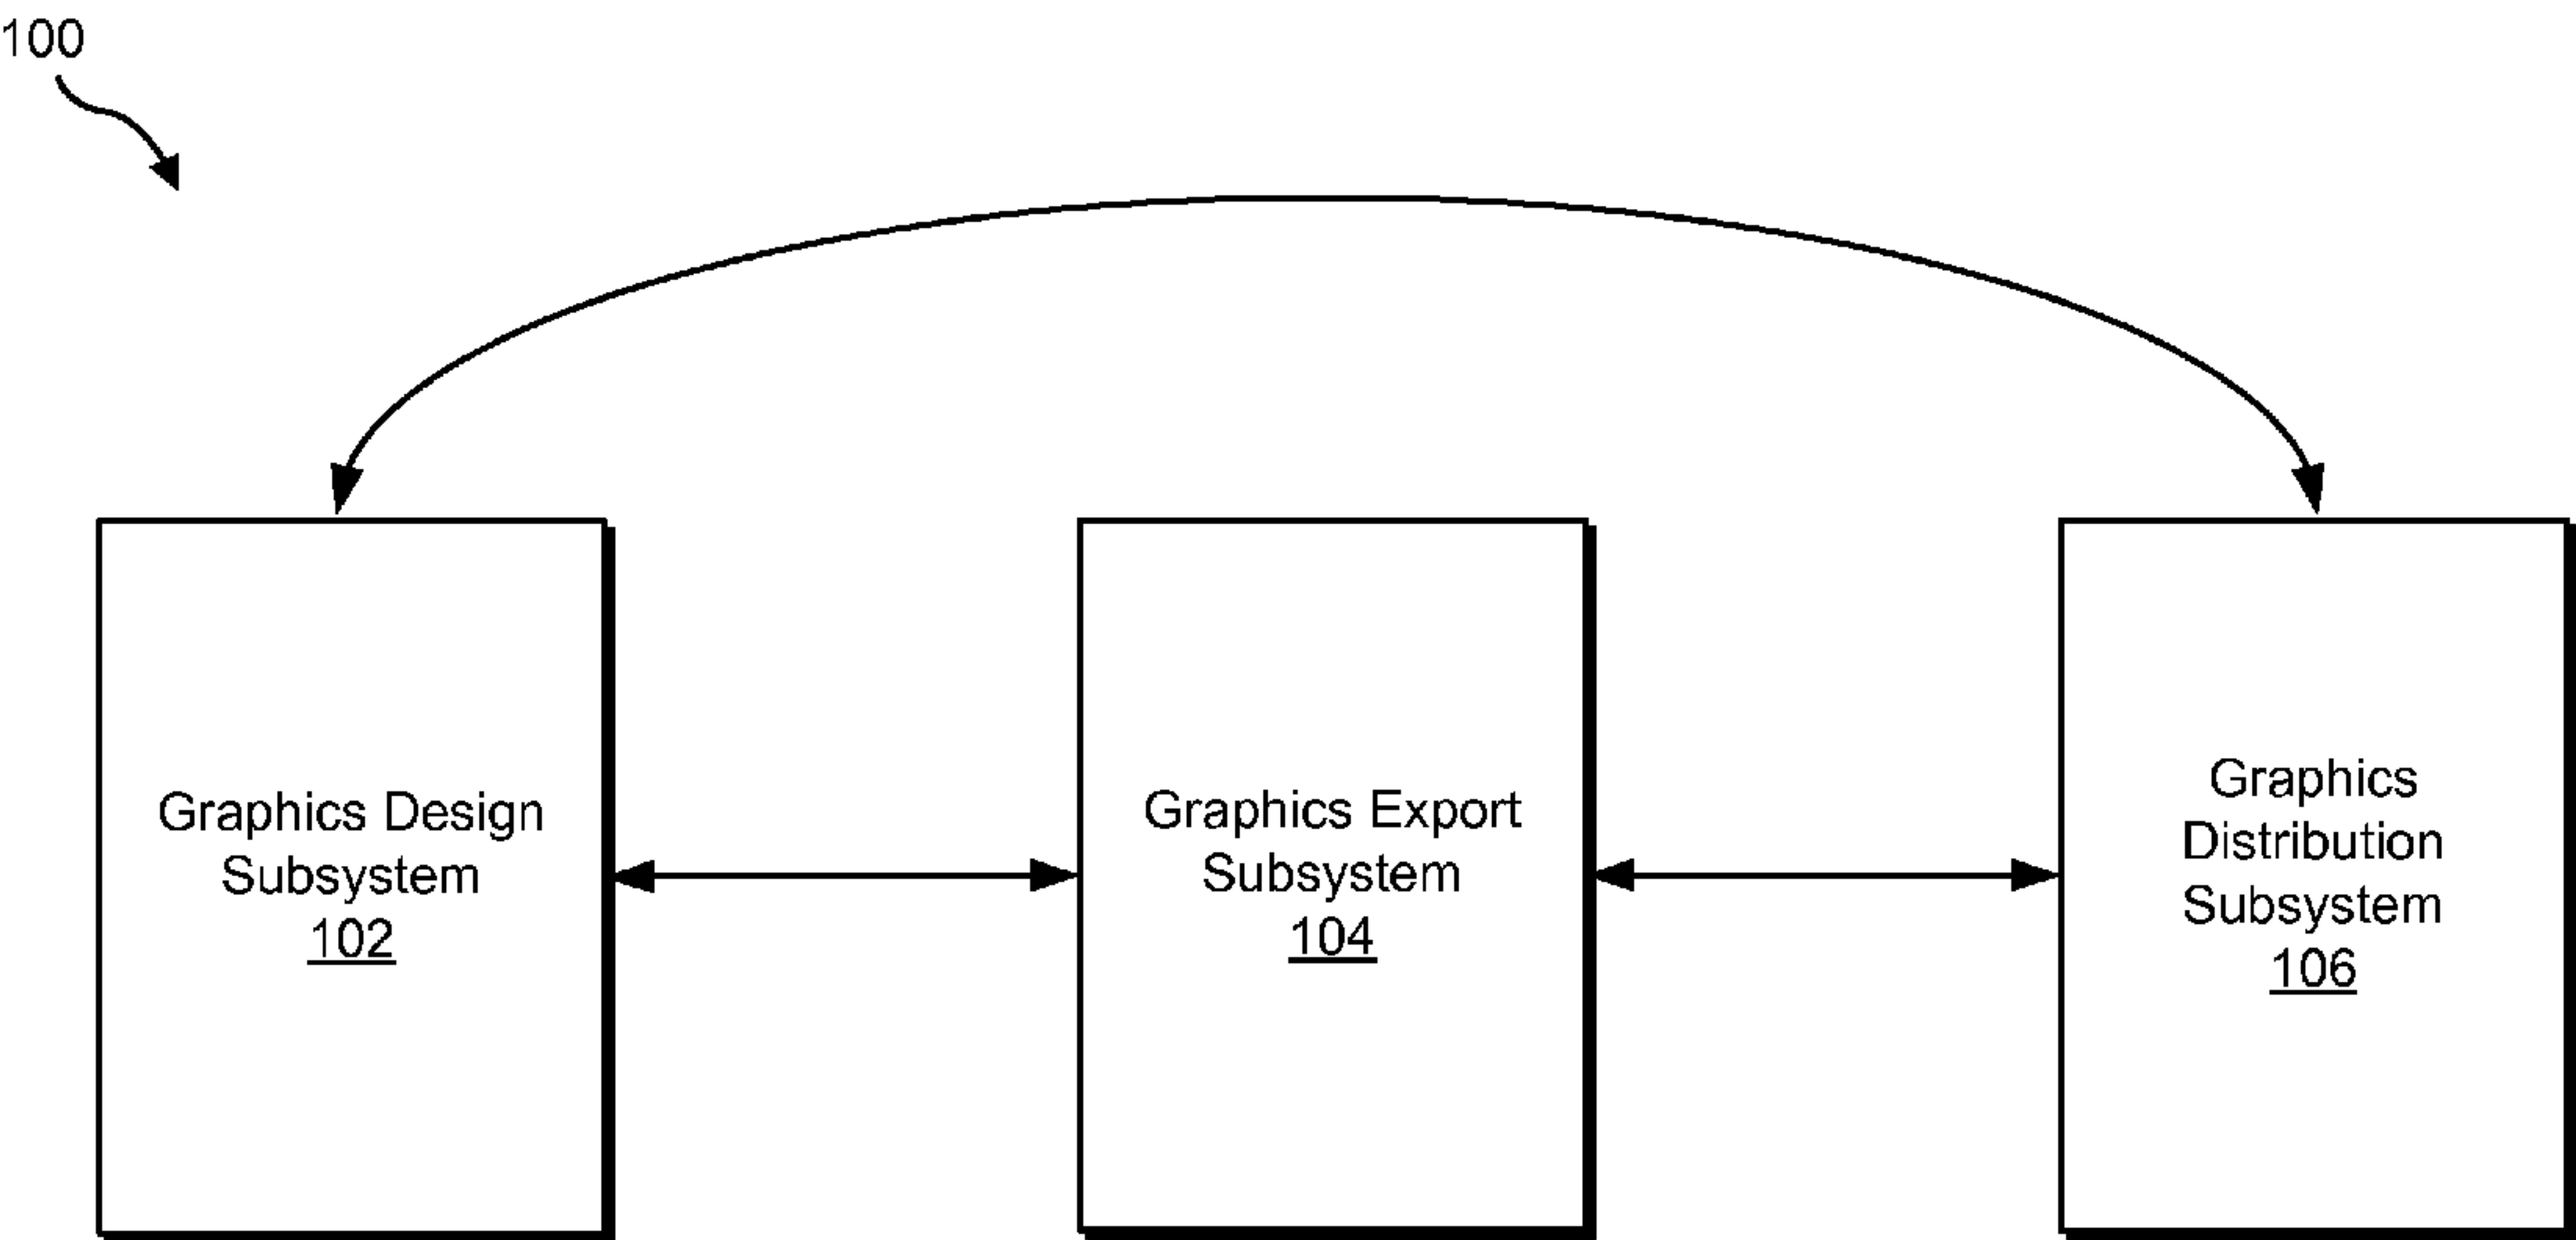 100
Graphics Design
Subsystem
102
Graphics Export
Subsystem
104
Graphics
Distribution
Subsystem
106